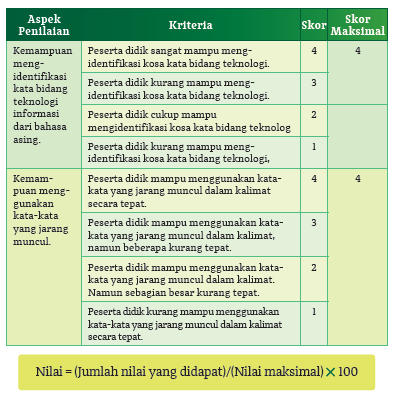 Aspek Penilaian
Kriteria
Skor
Skor Maksimal
Kemampuan
meng-
identifikasi
kata bidang
teknologi
informasi
dari bahasa
asing.
Peserta didik sangat mampu meng-
identifikasi kosa kata bidang teknologi.
4
4
Peserta didik kurang mampu meng-
identifikasi kosa kata bidang teknologi.
3
Peserta didik cukup mampu
mengidentifikasi kosa kata bidang teknolog
2
Peserta didik kurang mampu meng-
identifikasi kosa kata bidang teknologi,
1
Kemam-
puan meng-
gunakan
kata-kata
yang jarang
muncul.
Peserta didik mampu menggunakan kata-
kata yang jarang muncul dalam kalimat
secara tepat.
4
4
Peserta didik mampu menggunakan kata-
kata yang jarang muncul dalam kalimat,
namun beberapa kurang tepat.
3
Peserta didik mampu menggunakan kata-
kata yang jarang muncul dalam kalimat.
Namun sebagian besar kurang tepat.
2
Peserta didik kurang mampu menggunakan
kata-kata yang jarang muncul dalam kalimat
secara tepat.
1
Nilai = (Jumlah nilai yang didapat)/(Nilai maksimal) × 100